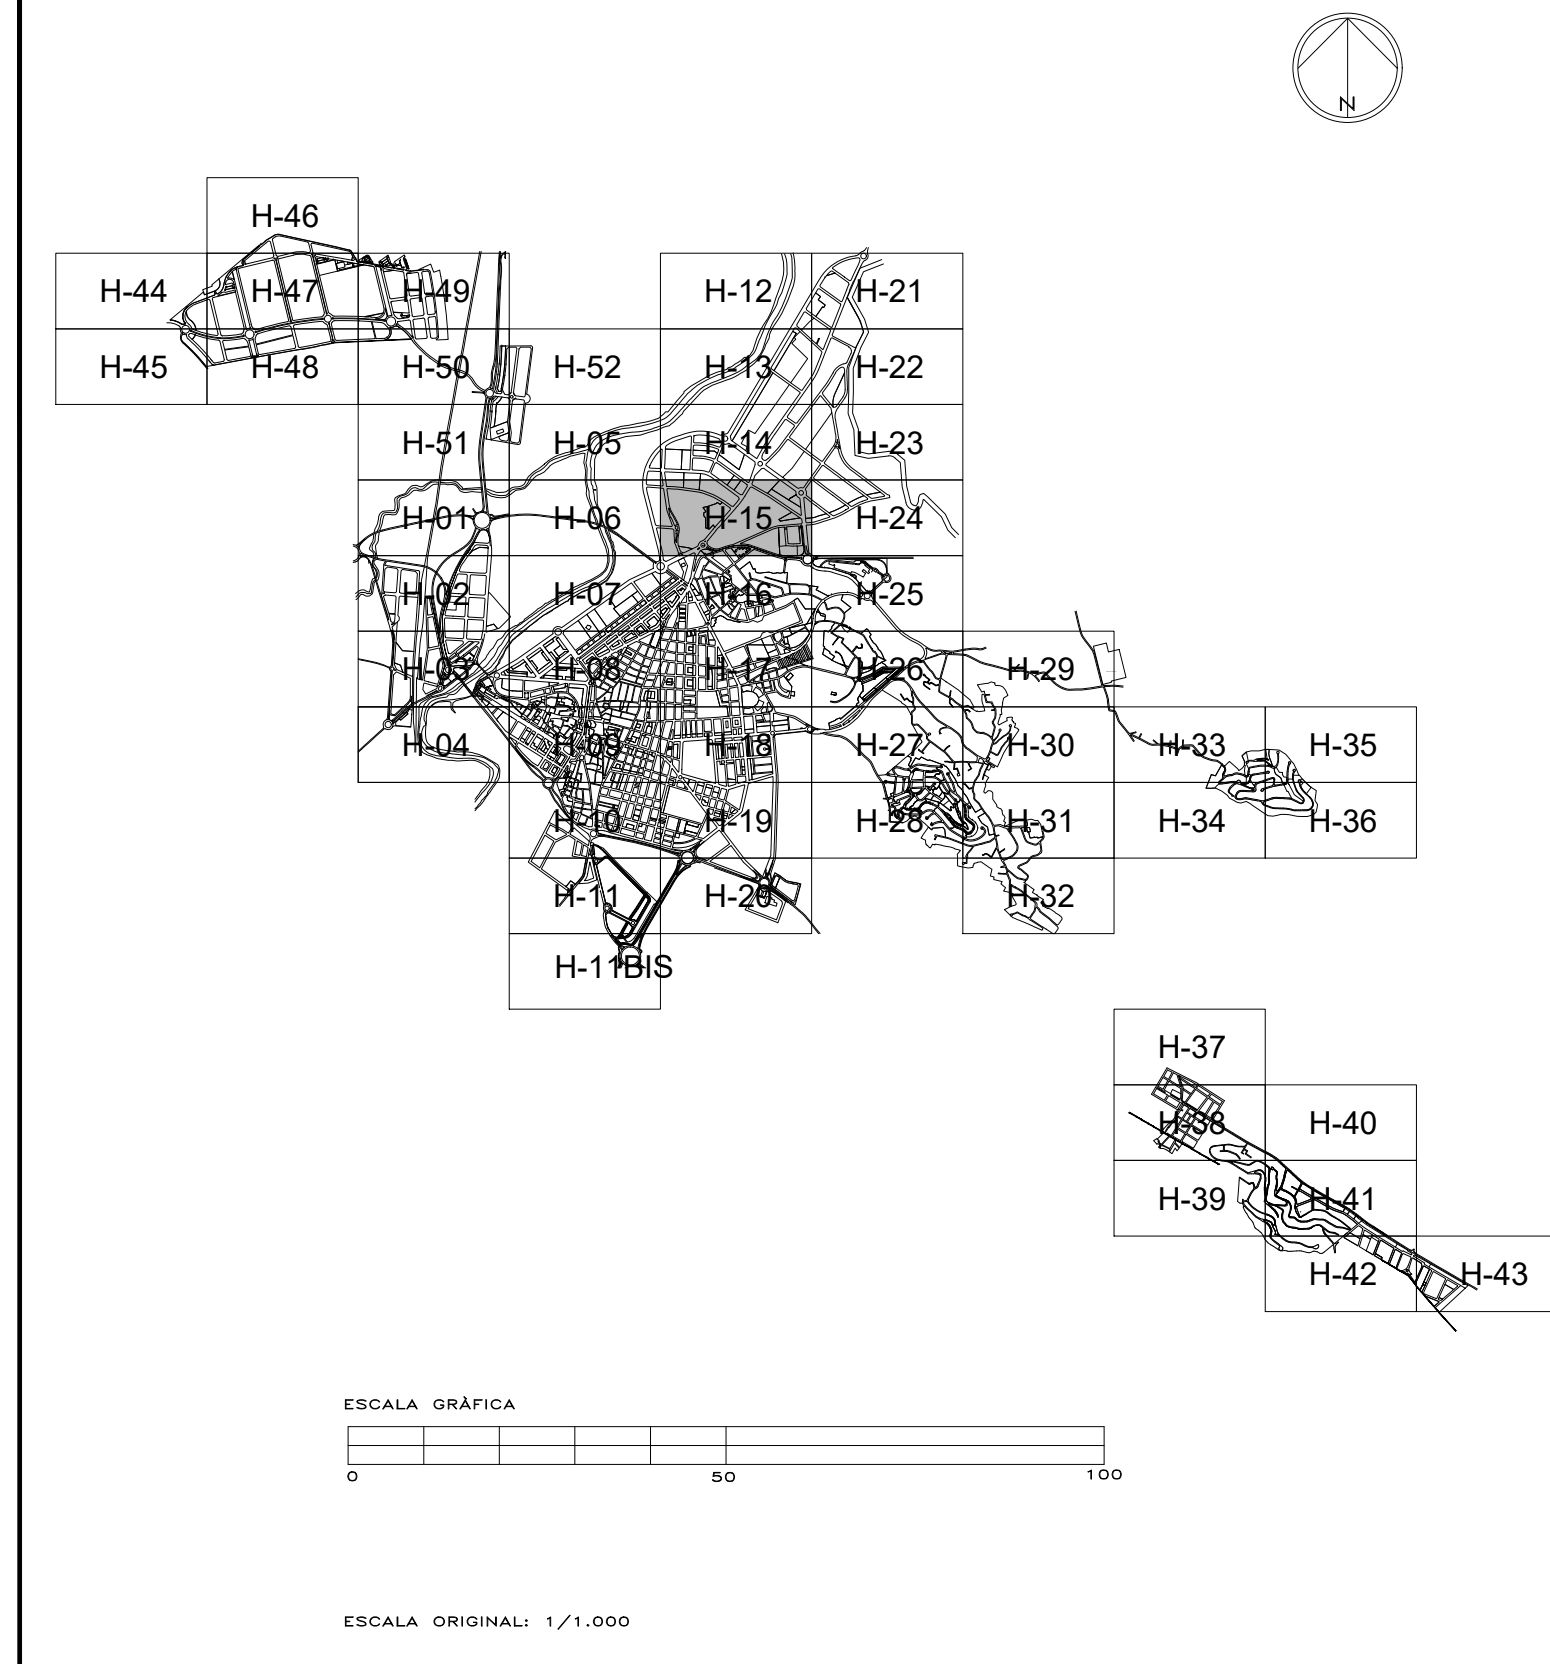 N
H-46
H-44 H-47 H-49 H-12 H-21
H-45 H-48 H-50 H-52 H-13 H-22
H-51 H-05 H-14 H-23
H-01 H-06 H-15 H-24
H-02 H-07 H-16 H-25
H-03 H-08 H-17 H-26 H-29
H-04 H-09 H-18 H-27 H-30 H-33 H-35
H-10 H-19 H-28 H-31 H-34 H-36
H-11 H-20 H-32
H-11BIS
H-37
H-38 H-40
H-39 H-41
H-42 H-43
ESCALA GRÀFICA
0 50 100
ESCALA ORIGINAL: 1/1.000